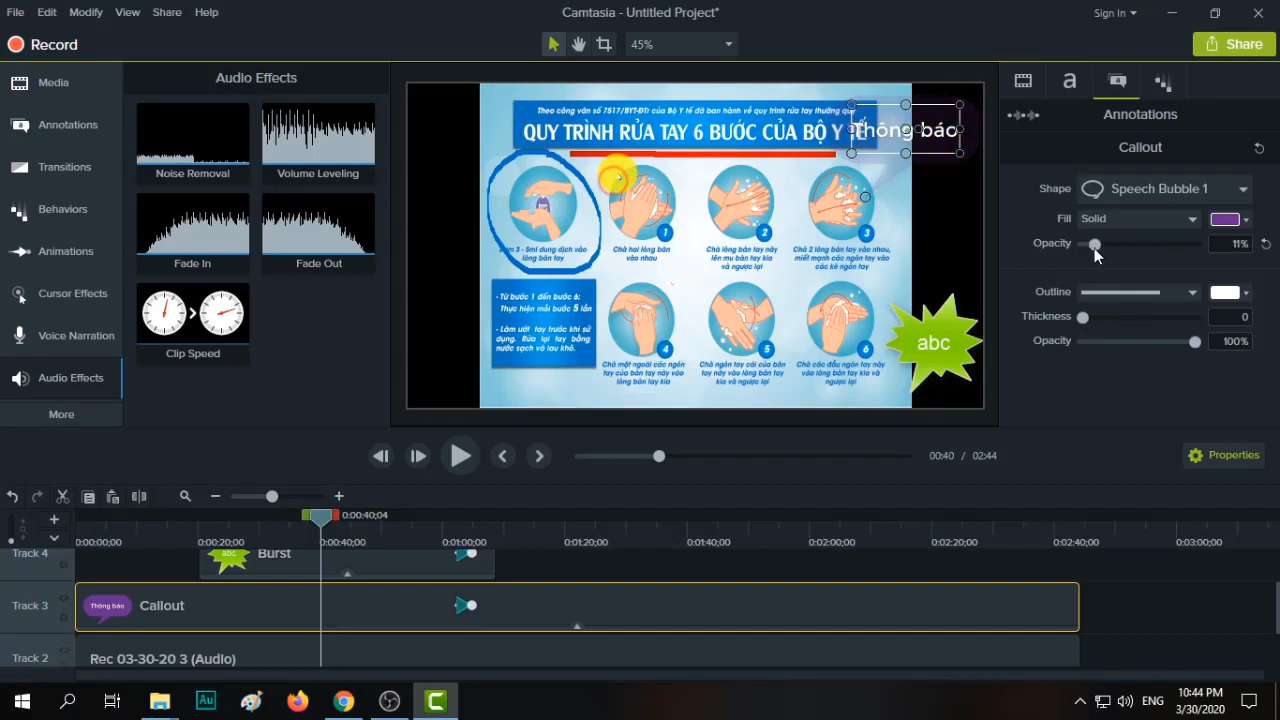 File Edit Modify View Share Help
Camtasia - Untitled Project*
Sign In
Record
45%
Share
Media
Annotations
Transitions
Behaviors
Animations
Cursor Effects
Voice Narration
Audio Effects
More
Audio Effects
Noise Removal
Volume Leveling
Fade In
Fade Out
Clip Speed
Theo công văn số 7517/BYT-ĐTr của Bộ Y tế đã ban hành về quy trình rửa tay thường quy
QUY TRÌNH RỬA TAY 6 BƯỚC CỦA BỘ Y TẾ
Thông báo
3 - 5ml dung dịch vào
lòng bàn tay
1
Chà hai lòng bàn
vào nhau
2
Chà lòng bàn tay này
lên mu bàn tay kia
và ngược lại
3
Chà 2 lòng bàn tay vào nhau,
miết mạnh các ngón tay vào
các kẽ ngón tay
- Từ bước 1 đến bước 6:
Thực hiện mỗi bước 5 lần
- Làm ướt tay trước khi sử
dụng. Rửa lại tay bằng
nước sạch và lau khô.
4
Chà mặt ngoài các ngón
tay của bàn tay này vào
lòng bàn tay kia
5
Chà ngón tay cái của bàn
tay này vào lòng bàn tay
kia và ngược lại
6
Chà các đầu ngón tay này
vào lòng bàn tay kia và
ngược lại
abc
Annotations
Callout
Shape Speech Bubble 1
Fill Solid
Opacity 11%
Outline
Thickness 0
Opacity 100%
00:40 / 02:44
Properties
0:00:40;04
0:00:00;00 0:00:20;00 0:00:40;00 0:01:00;00 0:01:20;00 0:01:40;00 0:02:00;00 0:02:20;00 0:02:40;00 0:03:00;00
Track 4
abc
Burst
Track 3
Thông báo
Callout
Track 2
Rec 03-30-20 3 (Audio)
Au
ENG
10:44 PM
3/30/2020